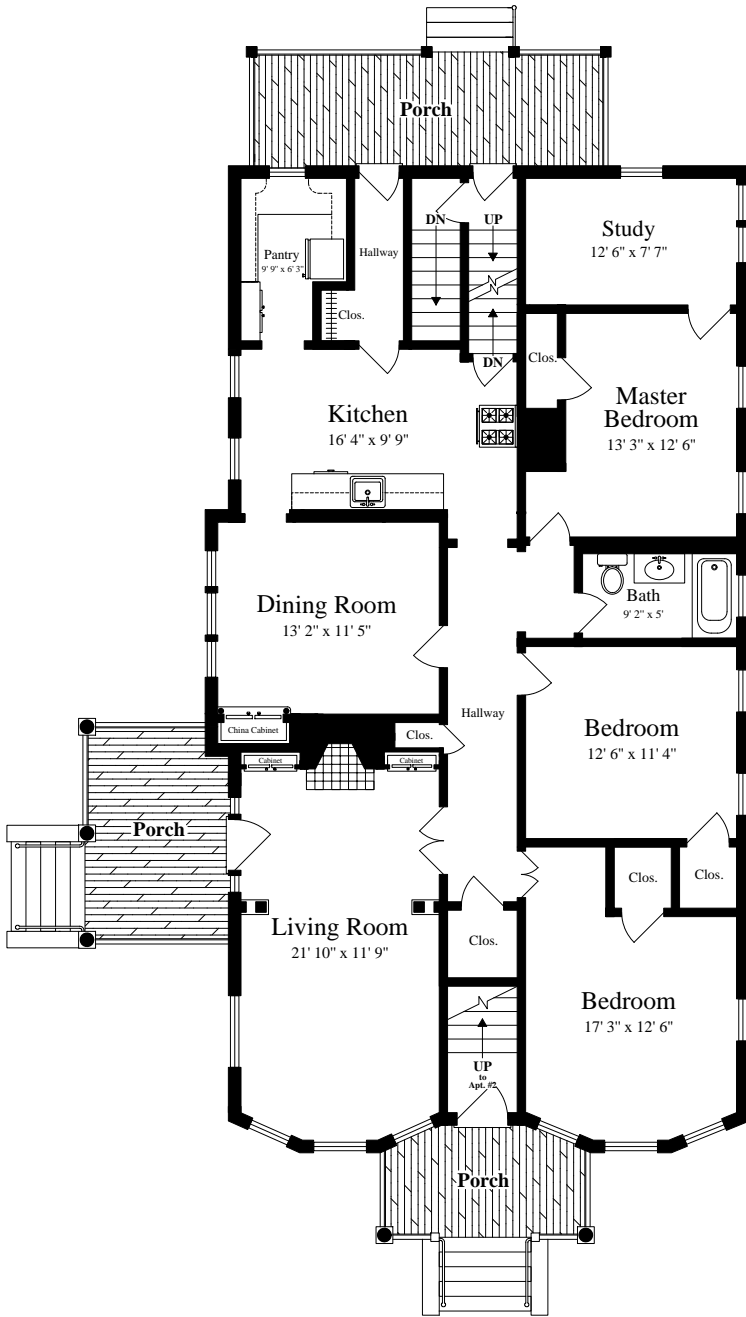 Porch
DN
UP
Study
12' 6" x 7' 7"
Pantry
9' 9" x 6' 3"
Hallway
Clos.
DN
Clos.
Kitchen
16' 4" x 9' 9"
Master
Bedroom
13' 3" x 12' 6"
Dining Room
13' 2" x 11' 5"
Bath
9' 2" x 5'
China Cabinet
Hallway
Bedroom
12' 6" x 11' 4"
Clos.
Cabinet
Cabinet
Porch
Clos.
Clos.
Living Room
21' 10" x 11' 9"
Clos.
Bedroom
17' 3" x 12' 6"
UP
to
Apt. #2
Porch